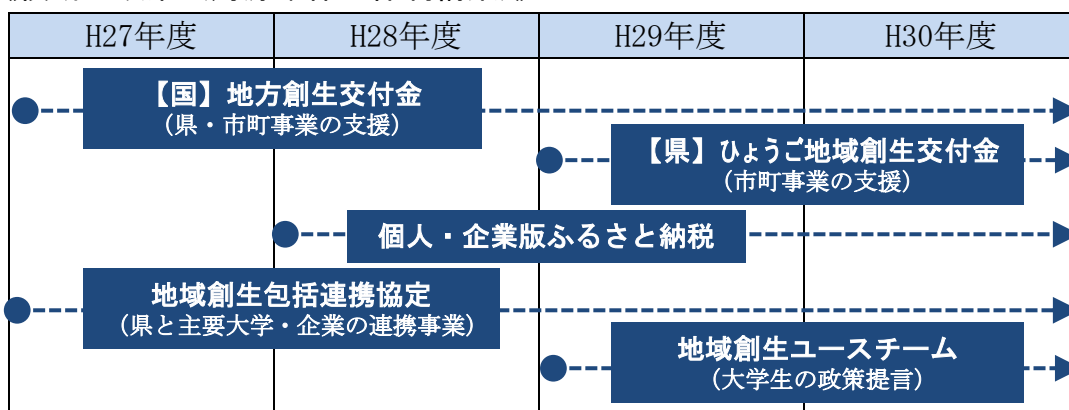 H27年度 H28年度 H29年度 H30年度
【国】地方創生交付金
(県・市町事業の支援)
【県】ひょうご地域創生交付金
(市町事業の支援)
個人・企業版ふるさと納税
地域創生包括連携協定
(県と主要大学・企業の連携事業)
地域創生ユースチーム
(大学生の政策提言)